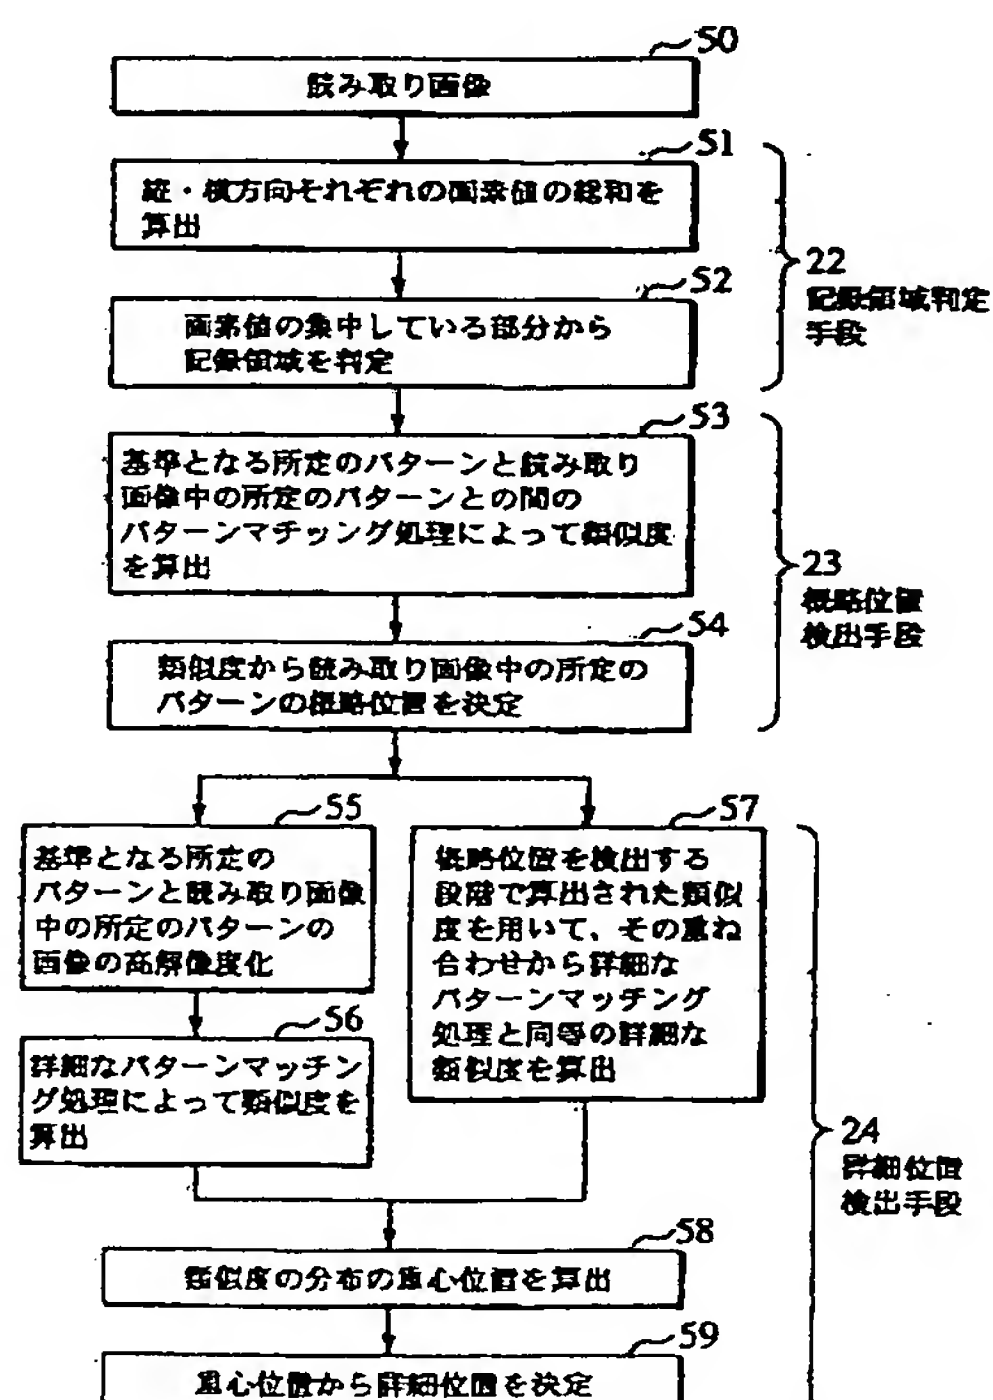 50
読み取り画像
51
縦・横方向それぞれの画素値の総和を
算出
52
画素値の集中している部分から
記録領域を判定
22
記録領域判定
手段
53
基準となる所定のパターンと読み取り
画像中の所定のパターンとの間の
パターンマチッング処理によって類似度
を算出
54
類似度から読み取り画像中の所定の
パターンの概略位置を決定
23
概略位置
検出手段
55
基準となる所定の
パターンと読み取り画像
中の所定のパターンの
画像の高解像度化
56
詳細なパターンマッチン
グ処理によって類似度を
算出
57
概略位置を検出する
段階で算出された類似
度を用いて、その重ね
合わせから詳細な
パターンマッチング
処理と同等の詳細な
類似度を算出
24
詳細位置
検出手段
58
類似度の分布の重心位置を算出
59
重心位置から詳細位置を決定